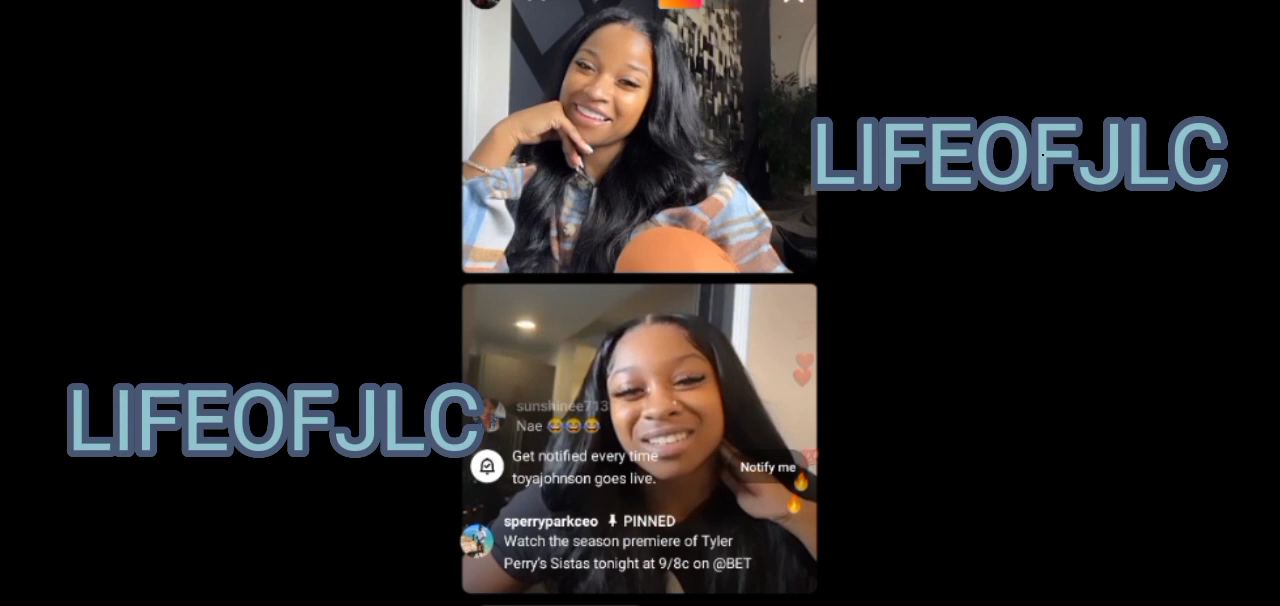 LIFEOFJLC
LIFEOFJLC
sunshinee713
Nae 😂😂😂
Get notified every time
toyajohnson goes live.
Notify me
sperryparkceo 📌 PINNED
Watch the season premiere of Tyler
Perry's Sistas tonight at 9/8c on @BET